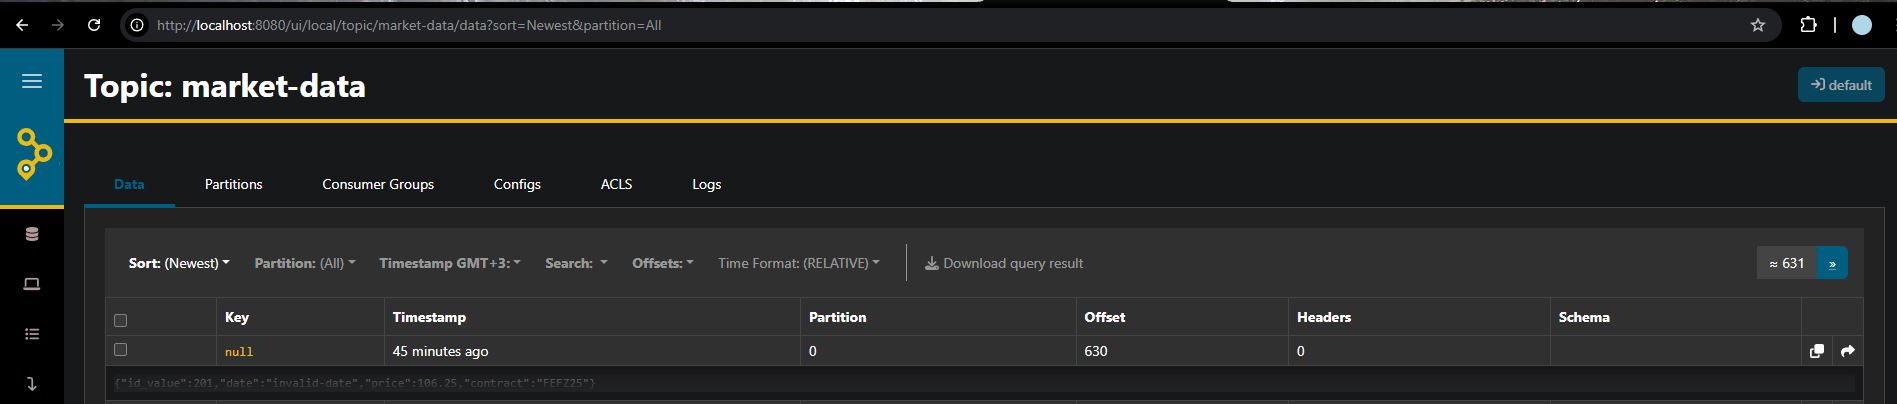 http://localhost:8080/ui/local/topic/market-data/data?sort=Newest&partition=All
Topic: market-data
default
Data Partitions Consumer Groups Configs ACLS Logs
Sort: (Newest) Partition: (All) Timestamp GMT+3: Search: Offsets: Time Format: (RELATIVE) Download query result ≈ 631 »
Key Timestamp Partition Offset Headers Schema
null 45 minutes ago 0 630 0
{"id_value":201,"date":"invalid-date","price":106.25,"contract":"FEFZ25"}